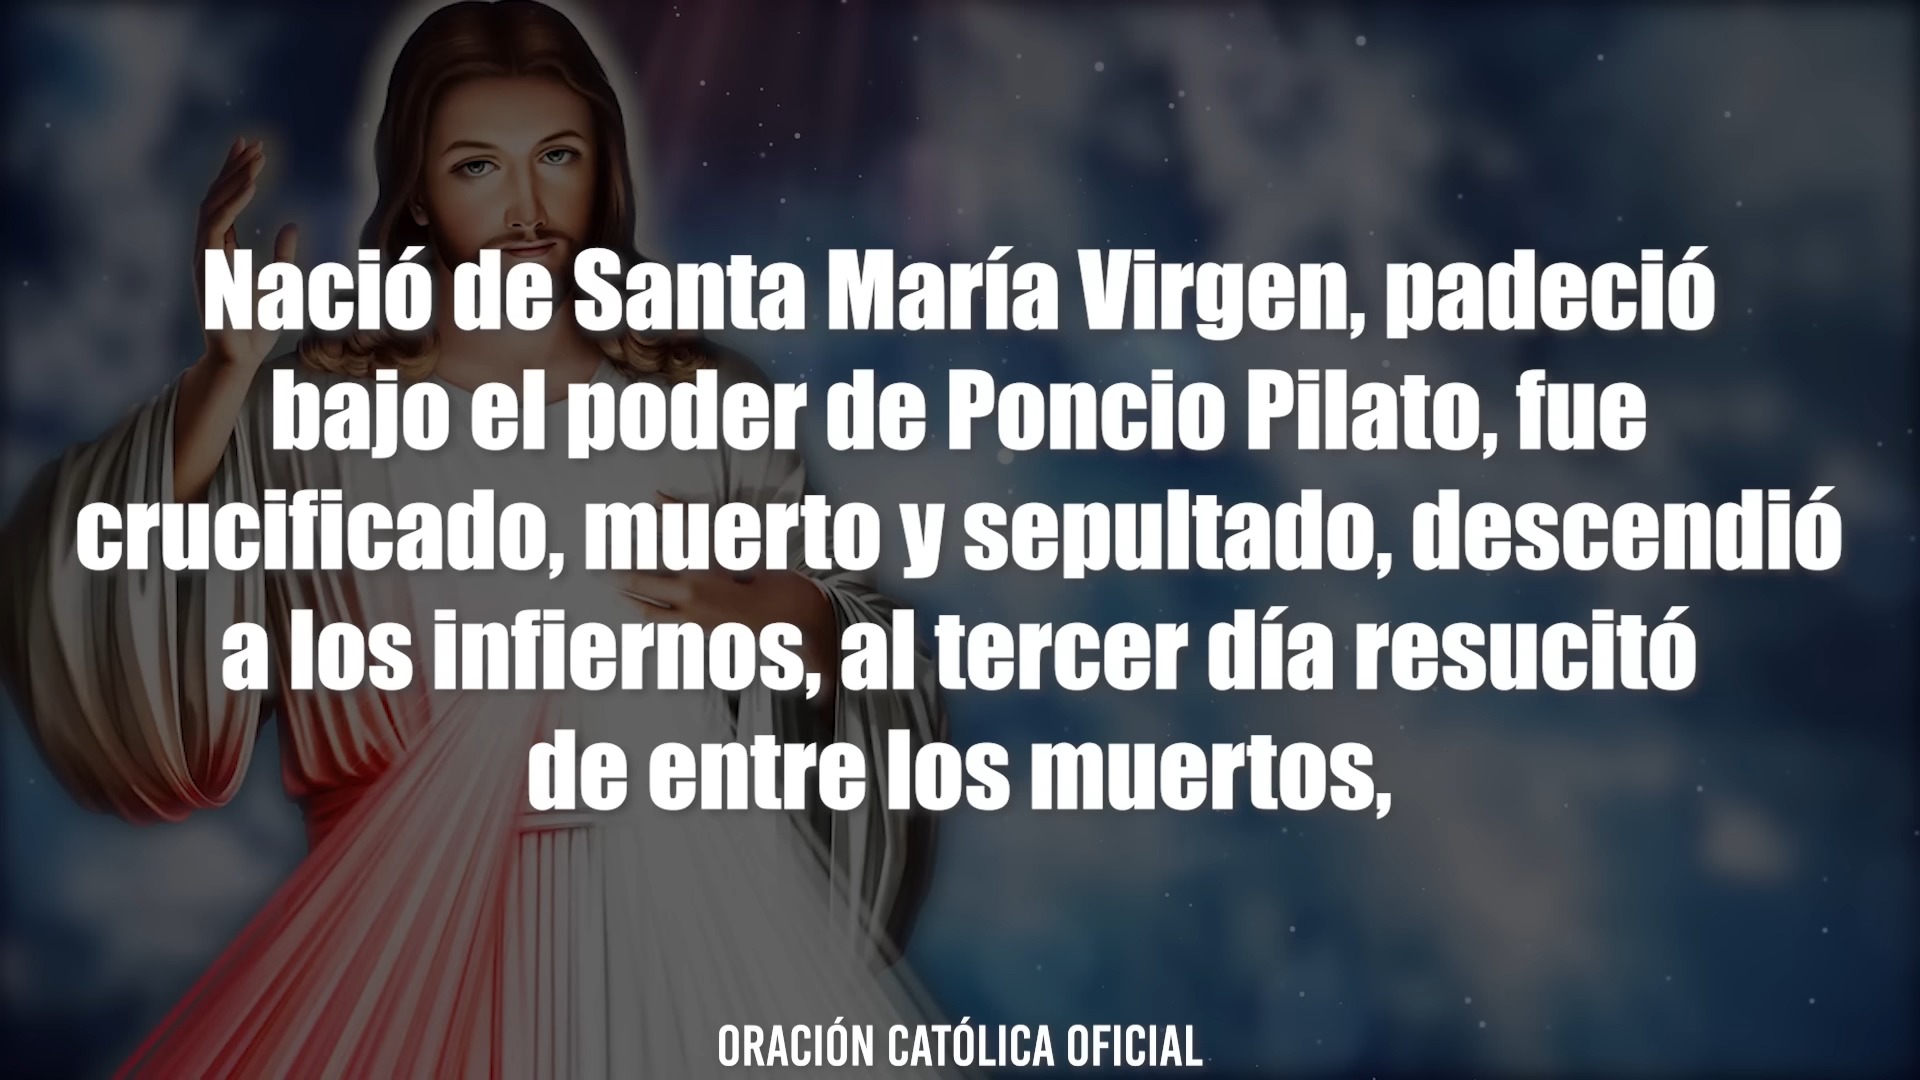 Nació de Santa María Virgen, padeció
bajo el poder de Poncio Pilato, fue
crucificado, muerto y sepultado, descendió
a los infiernos, al tercer día resucitó
de entre los muertos,
ORACIÓN CATÓLICA OFICIAL